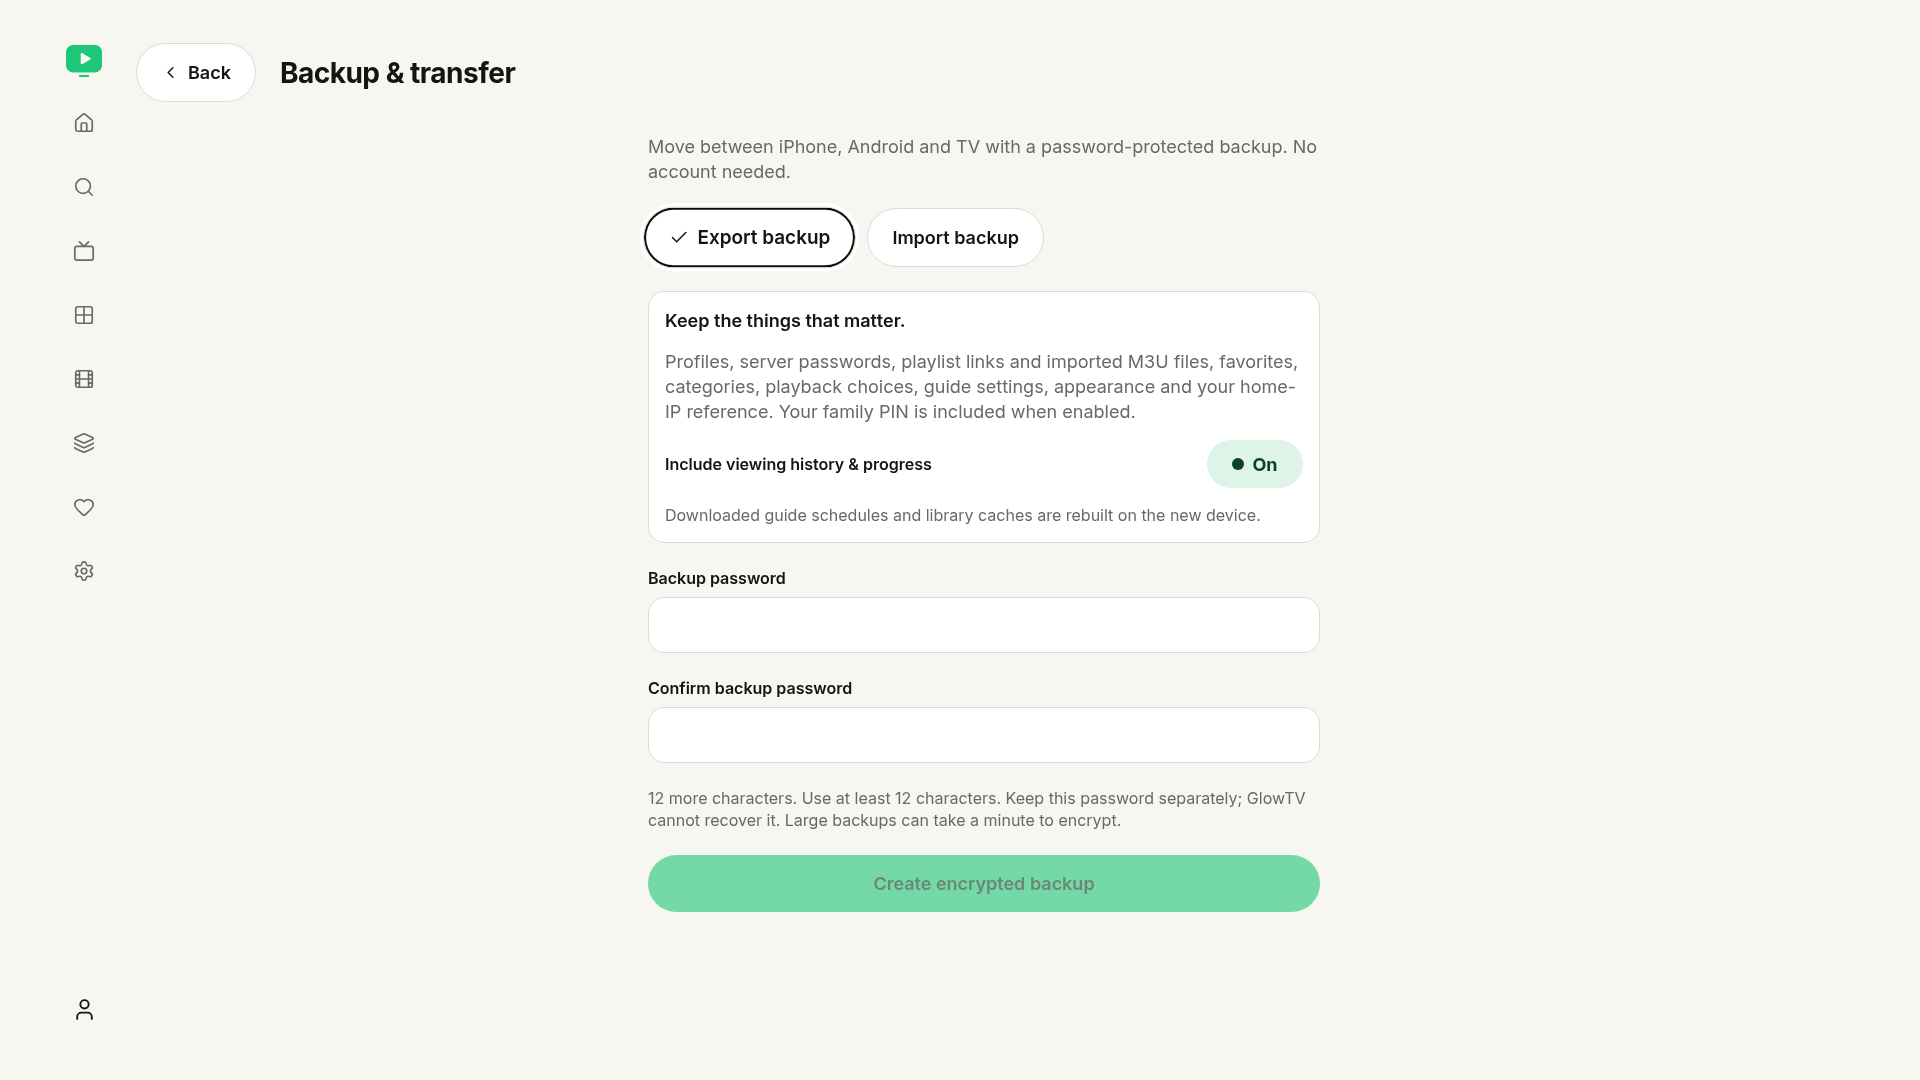 Back
Backup & transfer
Move between iPhone, Android and TV with a password-protected backup. No
account needed.
Export backup
Import backup
Keep the things that matter.
Profiles, server passwords, playlist links and imported M3U files, favorites,
categories, playback choices, guide settings, appearance and your home-
IP reference. Your family PIN is included when enabled.
Include viewing history & progress
On
Downloaded guide schedules and library caches are rebuilt on the new device.
Backup password
Confirm backup password
12 more characters. Use at least 12 characters. Keep this password separately; GlowTV
cannot recover it. Large backups can take a minute to encrypt.
Create encrypted backup